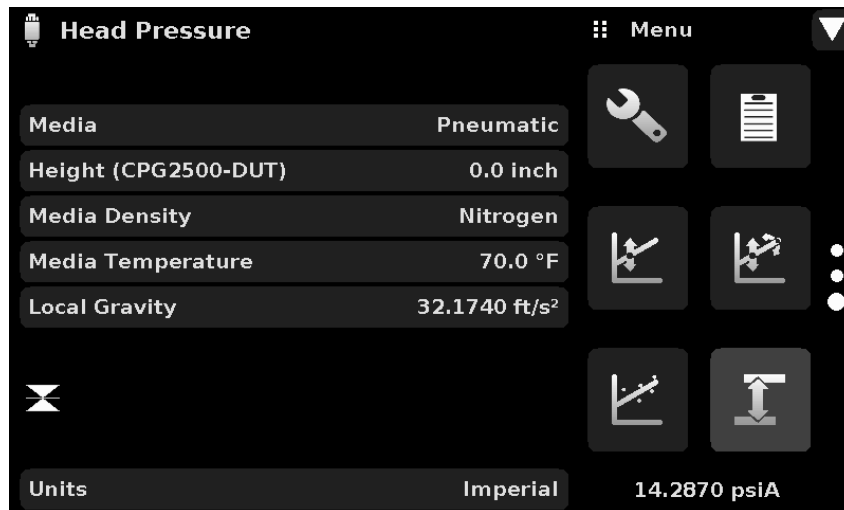 Head Pressure
Menu
Media Pneumatic
Height (CPG2500-DUT) 0.0 inch
Media Density Nitrogen
Media Temperature 70.0 °F
Local Gravity 32.1740 ft/s²
Units Imperial
14.2870 psiA